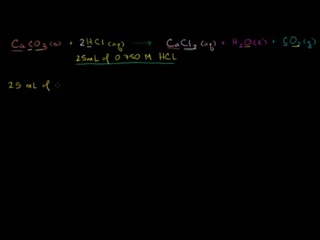 CaCO₃(s) + 2HCl(aq) → CaCl₂(aq) + H₂O(l) + CO₂(g)
25mL of 0.750 M HCL
25 mL of